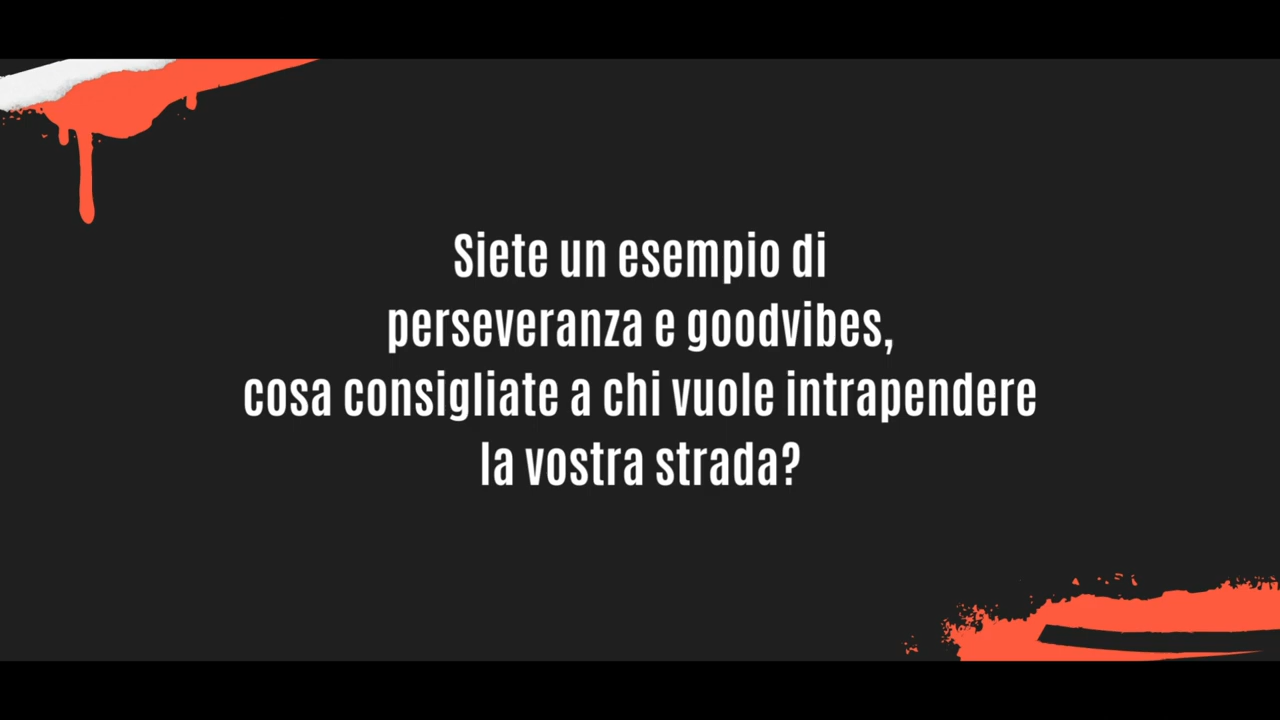 Siete un esempio di
perseveranza e goodvibes,
cosa consigliate a chi vuole intrapendere
la vostra strada?